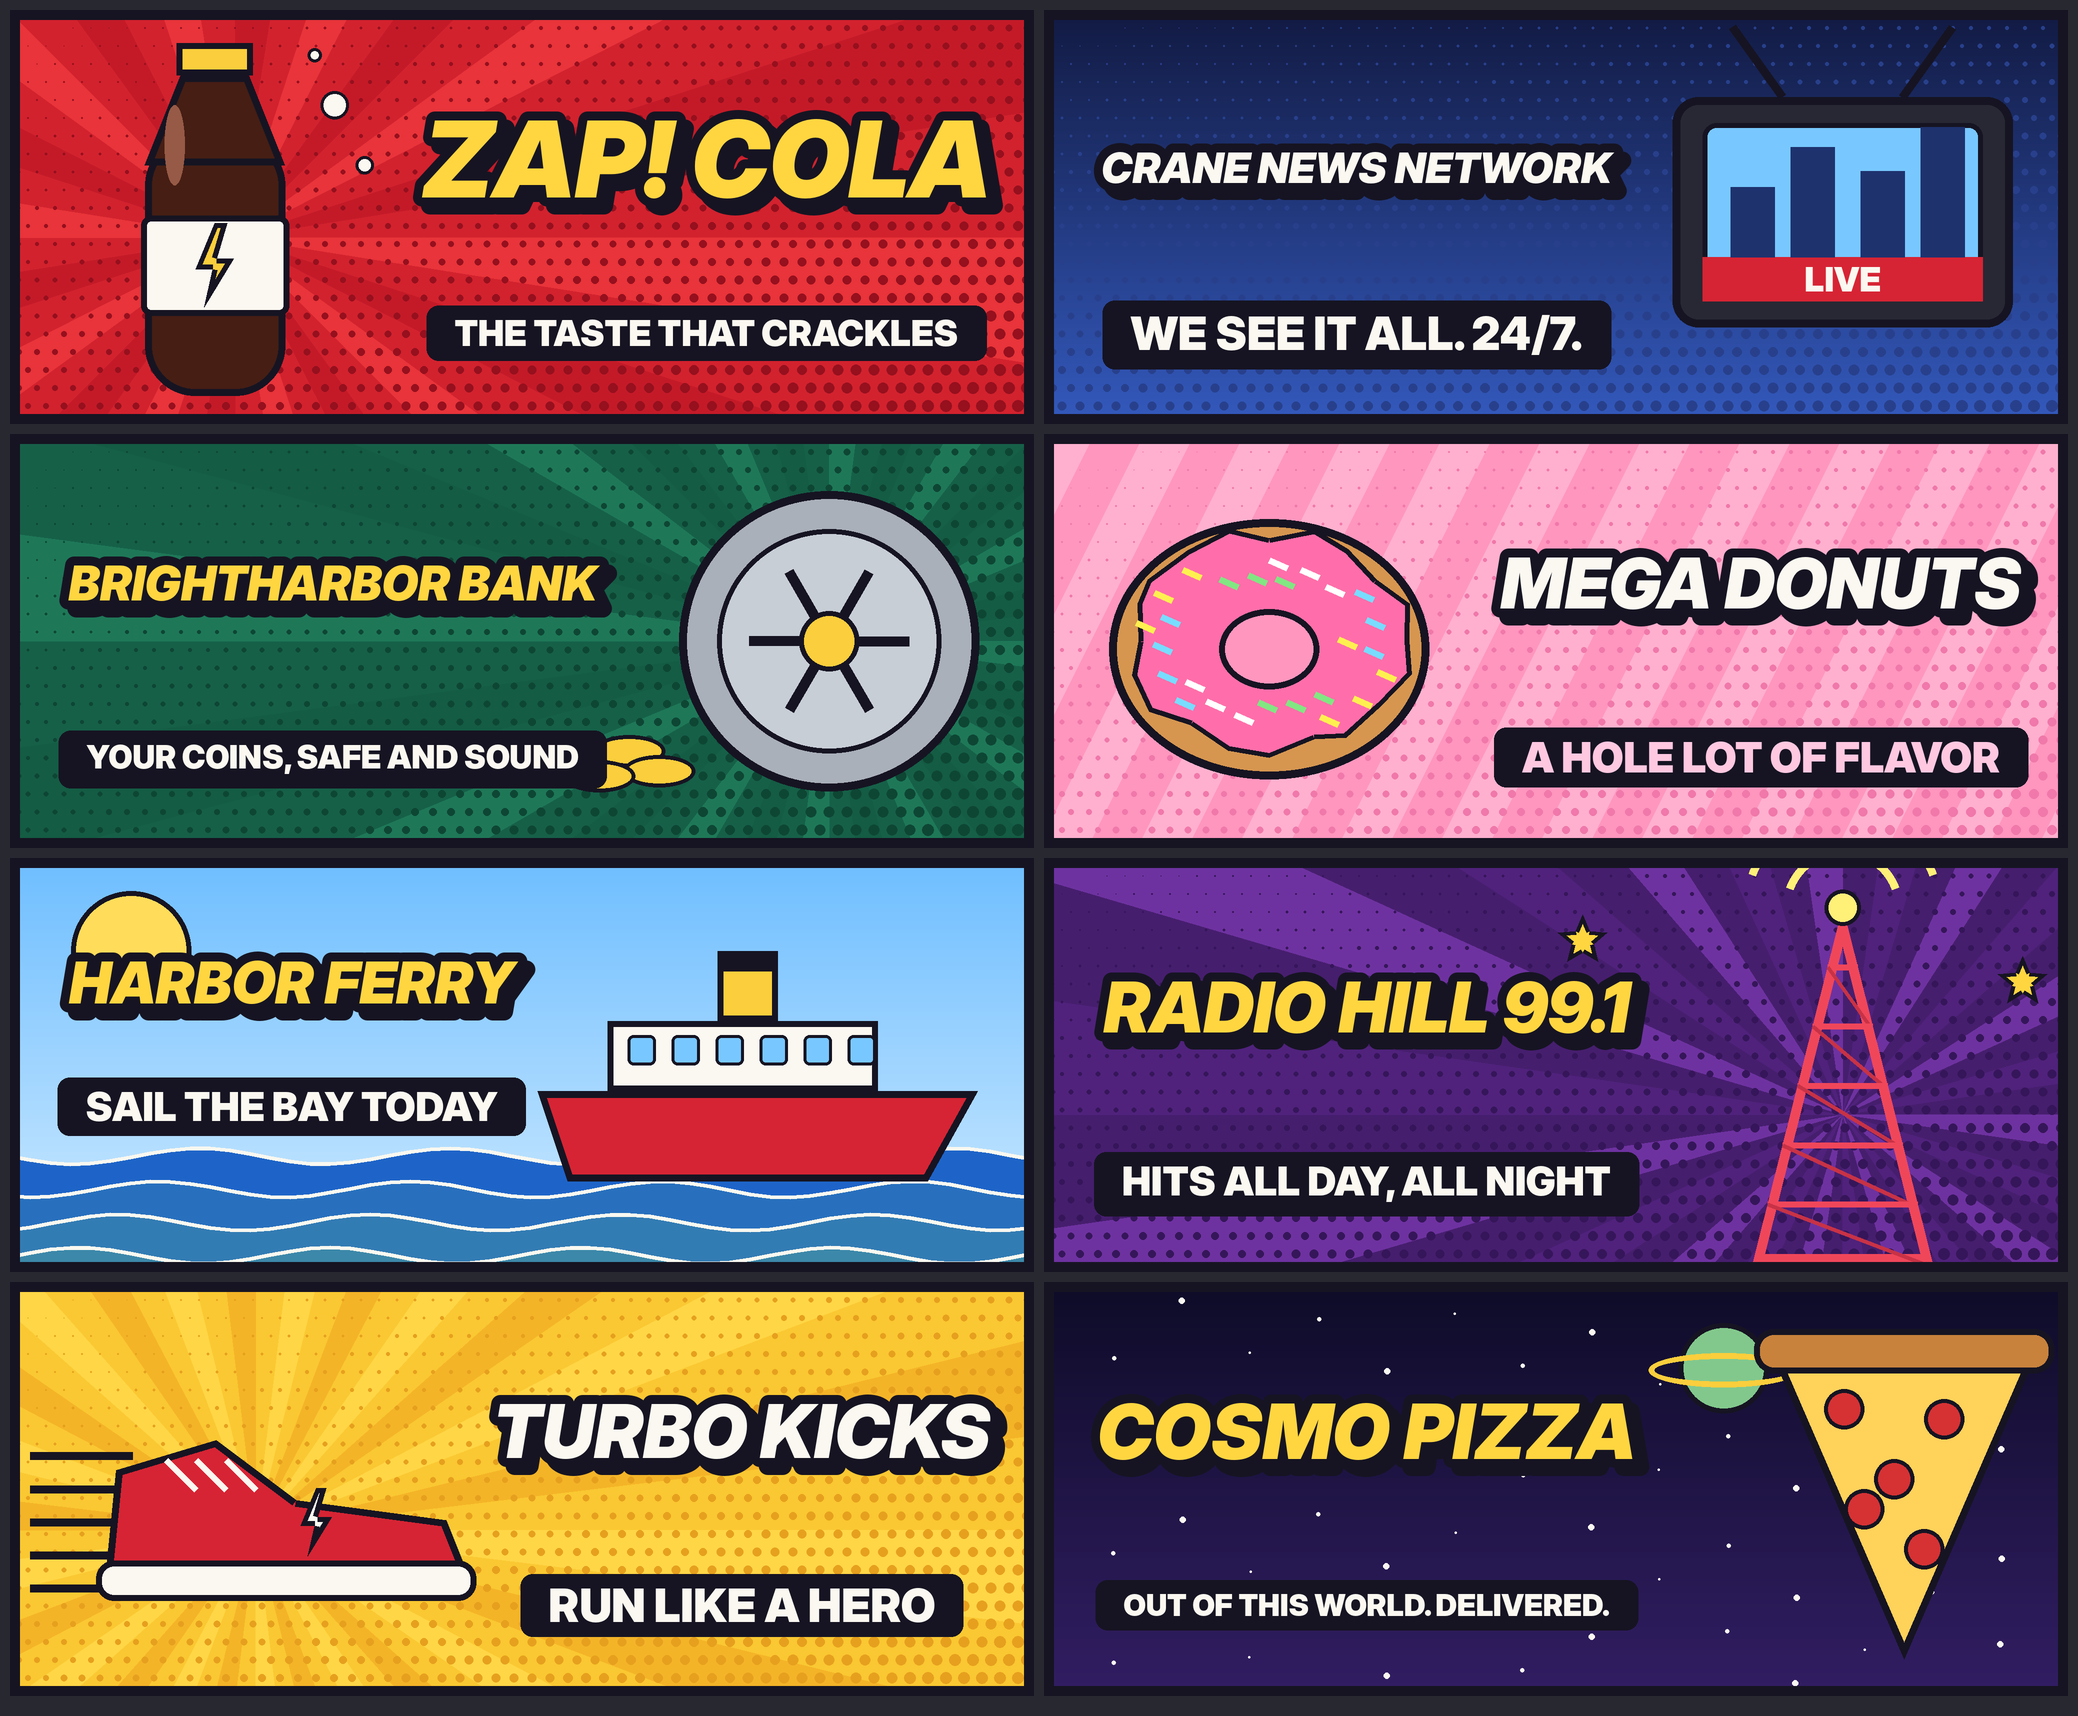 ZAP! COLA
THE TASTE THAT CRACKLES
CRANE NEWS NETWORK
LIVE
WE SEE IT ALL. 24/7.
BRIGHTHARBOR BANK
YOUR COINS, SAFE AND SOUND
MEGA DONUTS
A HOLE LOT OF FLAVOR
HARBOR FERRY
SAIL THE BAY TODAY
RADIO HILL 99.1
HITS ALL DAY, ALL NIGHT
TURBO KICKS
RUN LIKE A HERO
COSMO PIZZA
OUT OF THIS WORLD. DELIVERED.